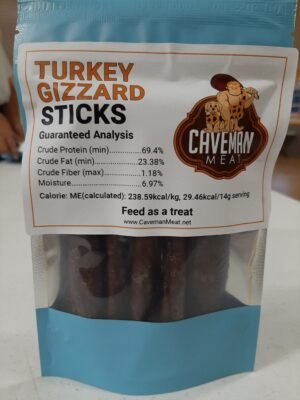 TURKEY
GIZZARD
STICKS
Guaranteed Analysis
Crude Protein (min)..............69.4%
Crude Fat (min)...................23.38%
Crude Fiber (max)................1.18%
Moisture..............................6.97%
CAVEMAN
MEAT
Calorie: ME(calculated): 238.59kcal/kg, 29.46kcal/14g serving
Feed as a treat
www.CavemanMeat.net